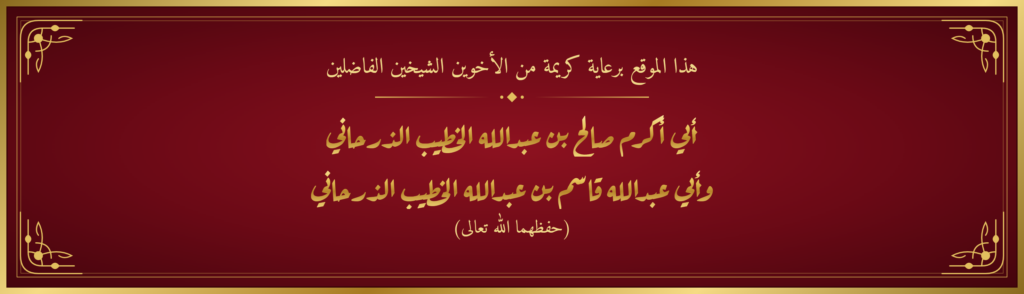 هذا الموقع برعاية كريمة من الأخوين الشيخين الفاضلين
أبي أكرم صالح بن عبدالله الخطيب الذرحاني
وأبي عبدالله قاسم بن عبدالله الخطيب الذرحاني
(حفظهما الله تعالى)